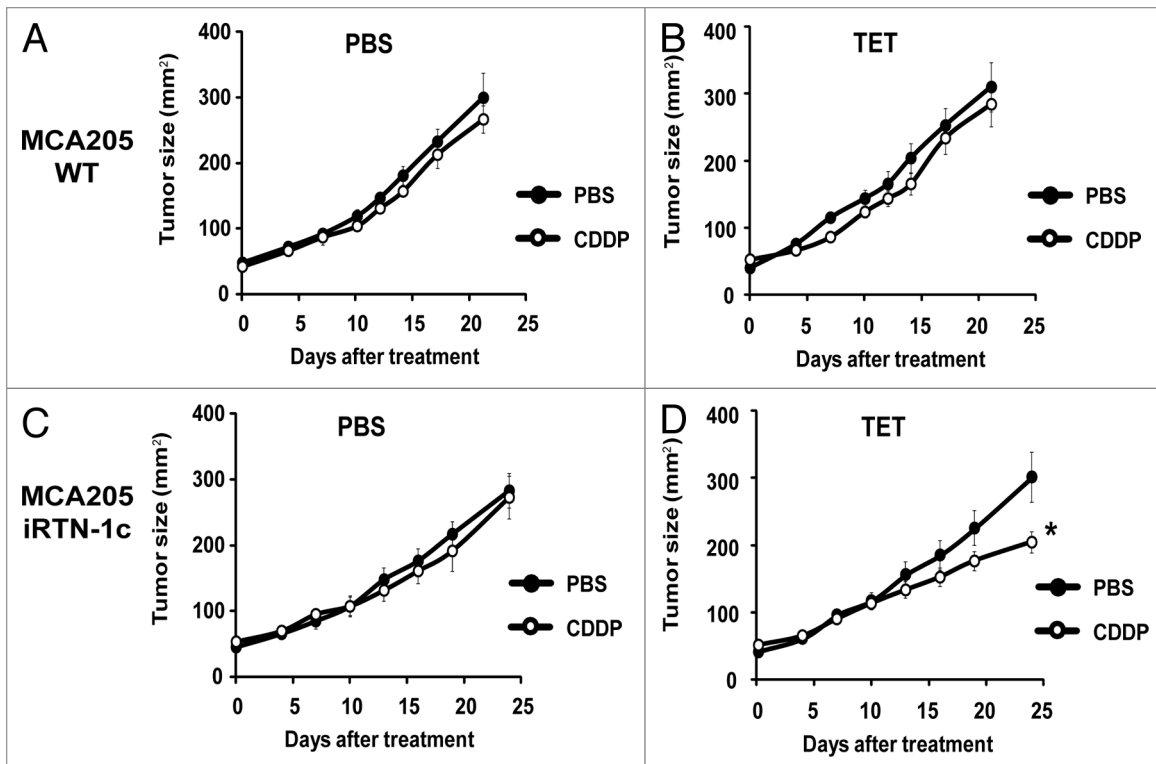 A
PBS
Tumor size (mm²)
400
300
200
100
0
0 5 10 15 20 25
Days after treatment
PBS
CDDP
MCA205
WT
B
TET
Tumor size (mm²)
400
300
200
100
0
0 5 10 15 20 25
Days after treatment
PBS
CDDP
C
PBS
Tumor size (mm²)
400
300
200
100
0
0 5 10 15 20 25
Days after treatment
PBS
CDDP
MCA205
iRTN-1c
D
TET
Tumor size (mm²)
400
300
200
100
0
0 5 10 15 20 25
Days after treatment
*
PBS
CDDP